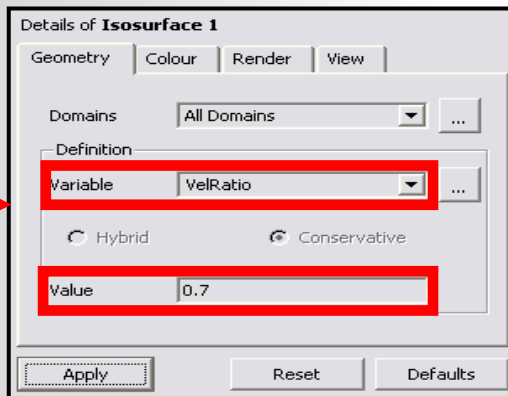 Details of Isosurface 1
Geometry Colour Render View
Domains All Domains ...
Definition
Variable VelRatio ...
Hybrid Conservative
Value 0.7
Apply Reset Defaults